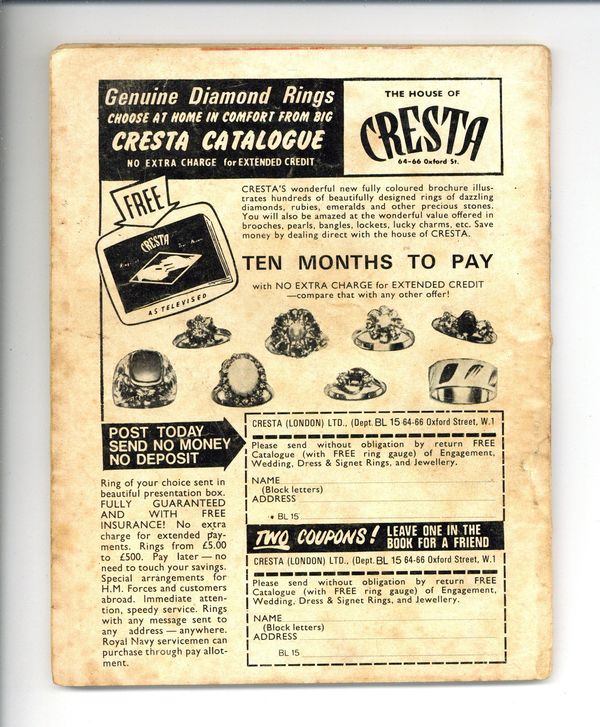 Genuine Diamond Rings
CHOOSE AT HOME IN COMFORT FROM BIG
CRESTA CATALOGUE
NO EXTRA CHARGE for EXTENDED CREDIT
THE HOUSE OF
CRESTA
64-66 Oxford St.
FREE
CRESTA
AS TELEVISED
CRESTA'S wonderful new fully coloured brochure illus-
trates hundreds of beautifully designed rings of dazzling
diamonds, rubies, emeralds and other precious stones.
You will also be amazed at the wonderful value offered in
brooches, pearls, bangles, lockets, lucky charms, etc. Save
money by dealing direct with the house of CRESTA.
TEN MONTHS TO PAY
with NO EXTRA CHARGE for EXTENDED CREDIT
—compare that with any other offer!
POST TODAY
SEND NO MONEY
NO DEPOSIT
Ring of your choice sent in
beautiful presentation box.
FULLY GUARANTEED
AND WITH FREE
INSURANCE! No extra
charge for extended pay-
ments. Rings from £5.00
to £500. Pay later — no
need to touch your savings.
Special arrangements for
H.M. Forces and customers
abroad. Immediate atten-
tion, speedy service. Rings
with any message sent to
any address — anywhere.
Royal Navy servicemen can
purchase through pay allot-
ment.
CRESTA (LONDON) LTD., (Dept. BL 15 64-66 Oxford Street, W.1
Please send without obligation by return FREE
Catalogue (with FREE ring gauge) of Engagement,
Wedding, Dress & Signet Rings, and Jewellery.
NAME
(Block letters)
ADDRESS
• BL 15
TWO COUPONS! LEAVE ONE IN THE
BOOK FOR A FRIEND
CRESTA (LONDON) LTD., (Dept. BL 15 64-66 Oxford Street, W.1
Please send without obligation by return FREE
Catalogue (with FREE ring gauge) of Engagement,
Wedding, Dress & Signet Rings, and Jewellery.
NAME
(Block letters)
ADDRESS
BL 15